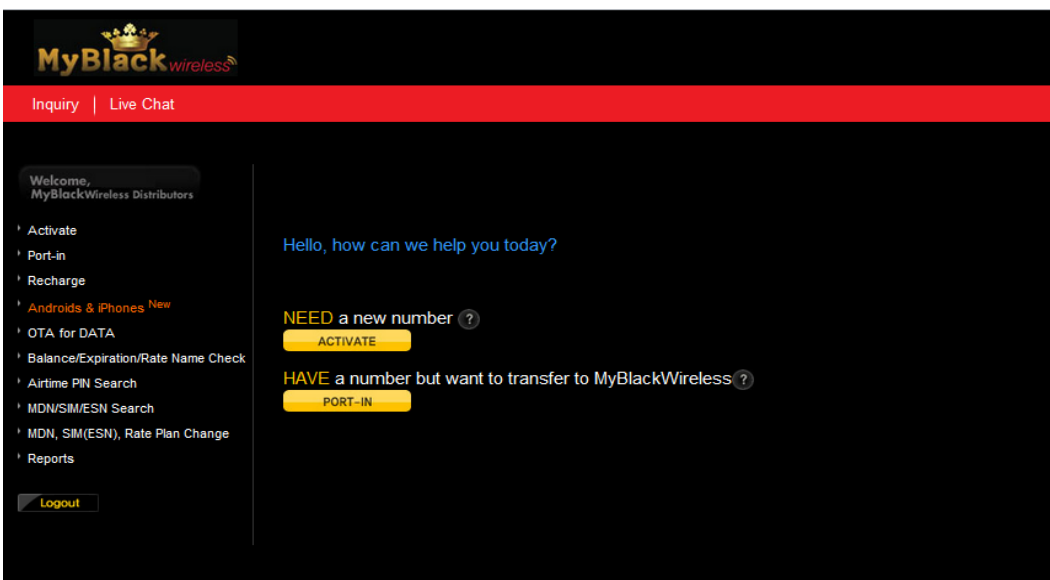 MyBlack wireless
Inquiry | Live Chat
Welcome,
MyBlackWireless Distributors
Activate
Port-in
Recharge
Androids & iPhones New
OTA for DATA
Balance/Expiration/Rate Name Check
Airtime PIN Search
MDN/SIM/ESN Search
MDN, SIM(ESN), Rate Plan Change
Reports
Logout
Hello, how can we help you today?
NEED a new number ?
ACTIVATE
HAVE a number but want to transfer to MyBlackWireless ?
PORT-IN